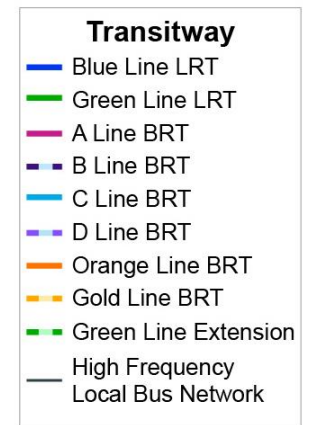 Transitway
Blue Line LRT
Green Line LRT
A Line BRT
B Line BRT
C Line BRT
D Line BRT
Orange Line BRT
Gold Line BRT
Green Line Extension
High Frequency
Local Bus Network